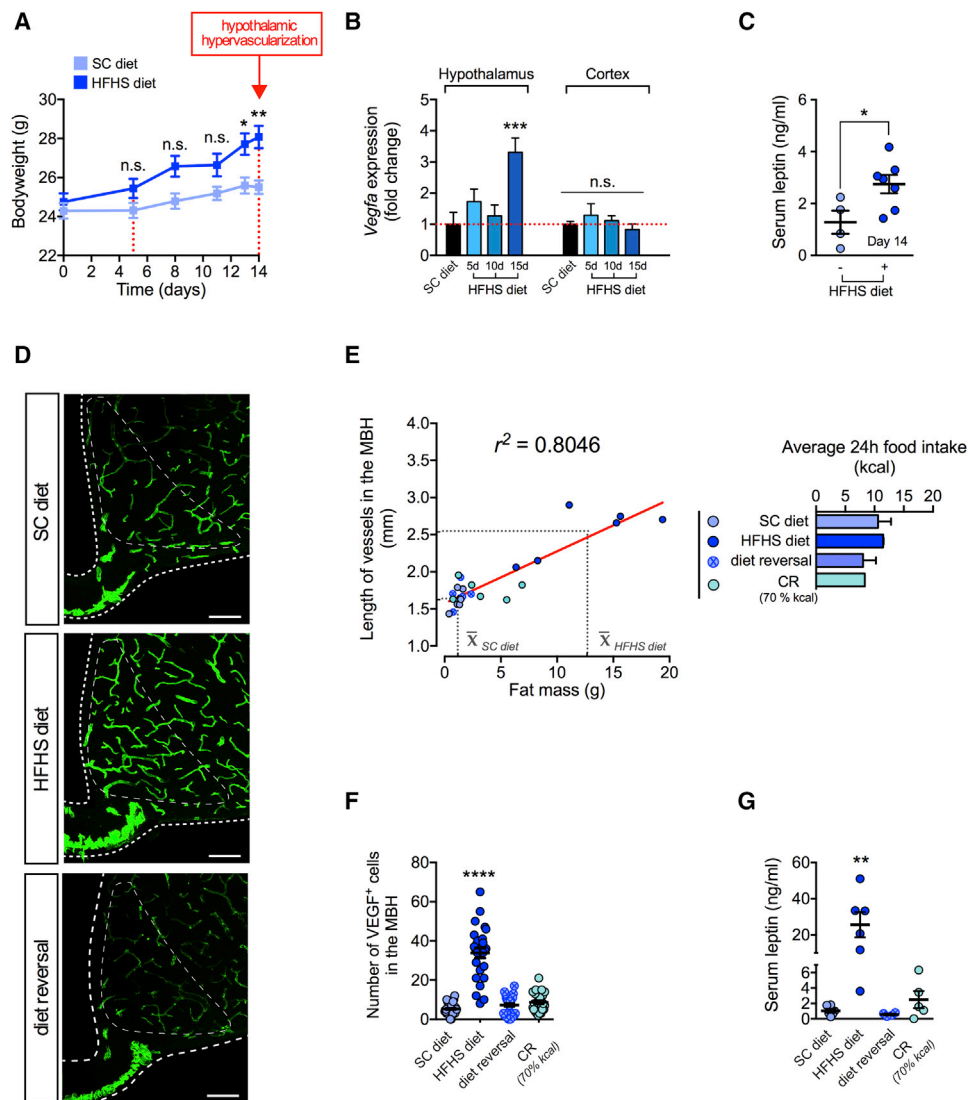 A
hypothalamic
hypervascularization
SC diet
HFHS diet
Bodyweight (g)
30
28
26
24
22
n.s.
n.s.
n.s.
*
**
0 2 4 6 8 10 12 14
Time (days)
B
Hypothalamus
Cortex
Vegfa expression
(fold change)
5
4
3
2
1
0
***
n.s.
SC diet
5d 10d 15d
HFHS diet
SC diet
5d 10d 15d
HFHS diet
C
Serum leptin (ng/ml)
6
4
2
0
*
Day 14
- +
HFHS diet
D
SC diet
HFHS diet
diet reversal
E
Length of vessels in the MBH
(mm)
4.0
3.5
3.0
2.5
2.0
1.5
1.0
r² = 0.8046
x̅ SC diet
x̅ HFHS diet
0 5 10 15 20
Fat mass (g)
Average 24h food intake
(kcal)
0 5 10 20
SC diet
HFHS diet
diet reversal
CR
(70 % kcal)
F
Number of VEGF⁺ cells
in the MBH
80
60
40
20
0
****
SC diet
HFHS diet
diet reversal
CR
(70% kcal)
G
Serum leptin (ng/ml)
60
40
20
6
4
2
0
**
SC diet
HFHS diet
diet reversal
CR
(70% kcal)